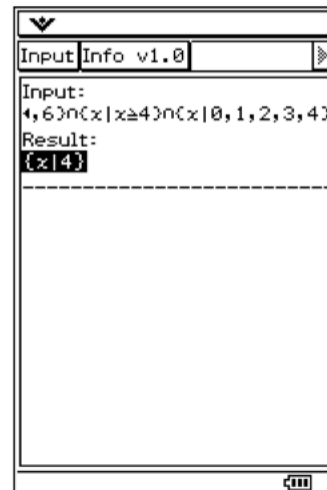 Input Info v1.0
Input:
4,6}∩{x|x≥4}∩{x|0,1,2,3,4}
Result:
{x|4}